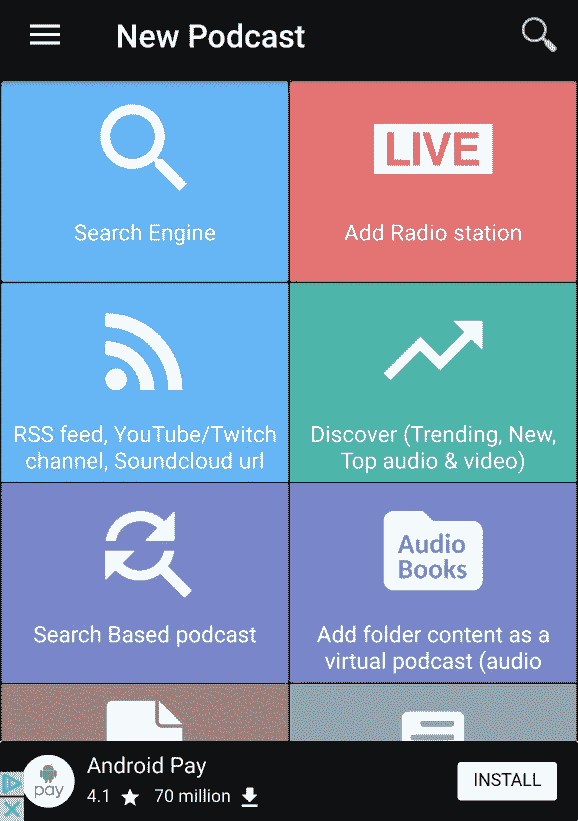 New Podcast
Search Engine
LIVE
Add Radio station
RSS feed, YouTube/Twitch
channel, Soundcloud url
Discover (Trending, New,
Top audio & video)
Search Based podcast
Audio
Books
Add folder content as a
virtual podcast (audio
pay
Android Pay
4.1 70 million
INSTALL